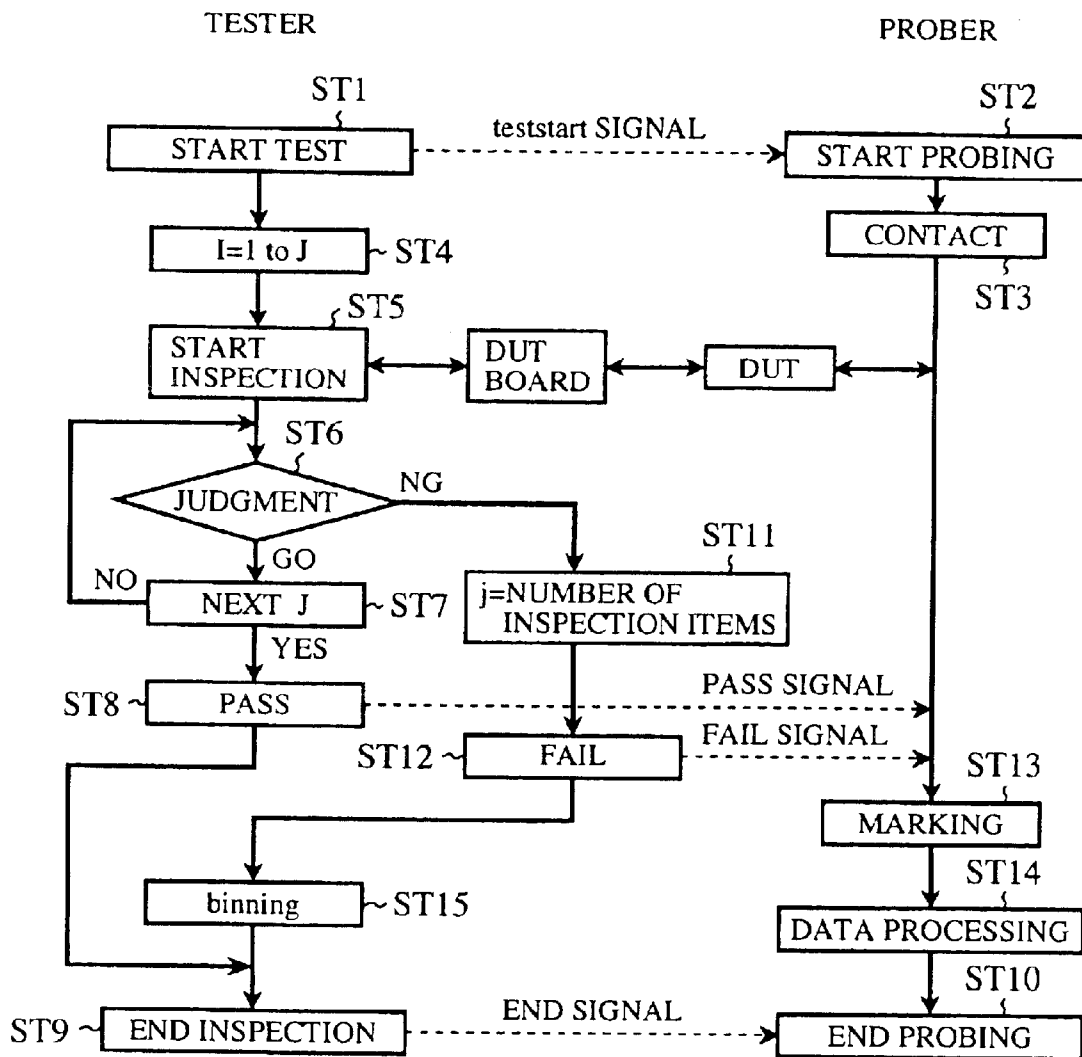 TESTER
PROBER
ST1
ST2
START TEST
teststart SIGNAL
START PROBING
I=1 to J
ST4
CONTACT
ST3
ST5
START
INSPECTION
DUT
BOARD
DUT
ST6
JUDGMENT
NG
GO
NO
NEXT J
ST7
YES
ST11
j=NUMBER OF
INSPECTION ITEMS
ST8
PASS
PASS SIGNAL
ST12
FAIL
FAIL SIGNAL
ST13
MARKING
binning
ST15
ST14
DATA PROCESSING
ST10
ST9
END INSPECTION
END SIGNAL
END PROBING